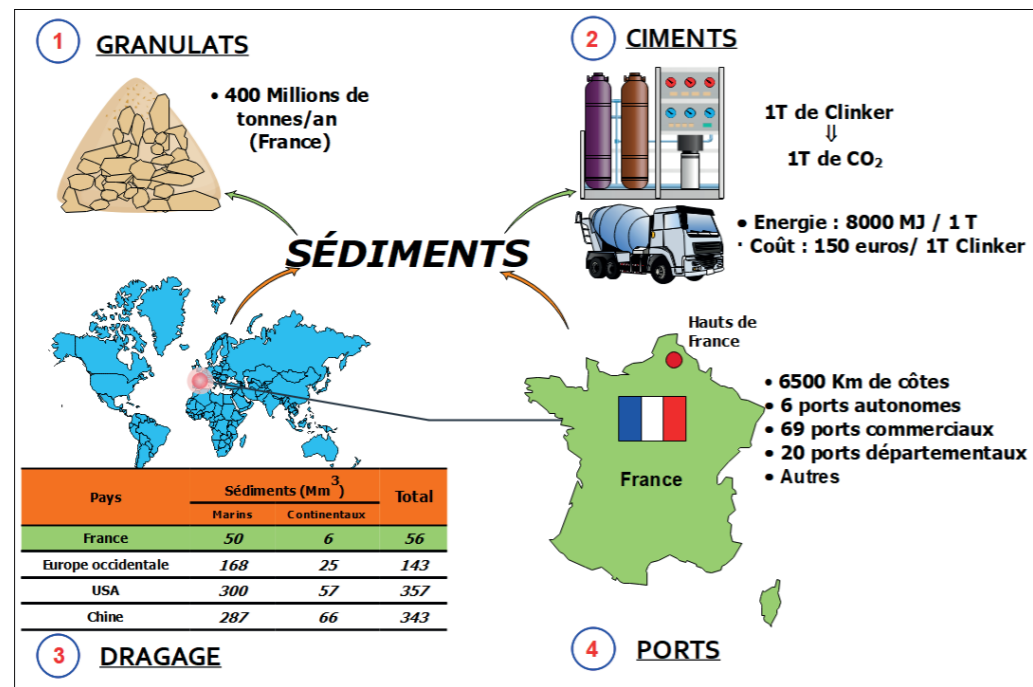 1 GRANULATS
• 400 Millions de
tonnes/an
(France)
2 CIMENTS
1T de Clinker
⇓
1T de CO₂
• Energie : 8000 MJ / 1 T
· Coût : 150 euros/ 1T Clinker
SÉDIMENTS
Hauts de
France
• 6500 Km de côtes
• 6 ports autonomes
• 69 ports commerciaux
• 20 ports départementaux
• Autres
France
Pays Sédiments (Mm³) Total
Marins Continentaux
France 50 6 56
Europe occidentale 168 25 143
USA 300 57 357
Chine 287 66 343
3 DRAGAGE
4 PORTS